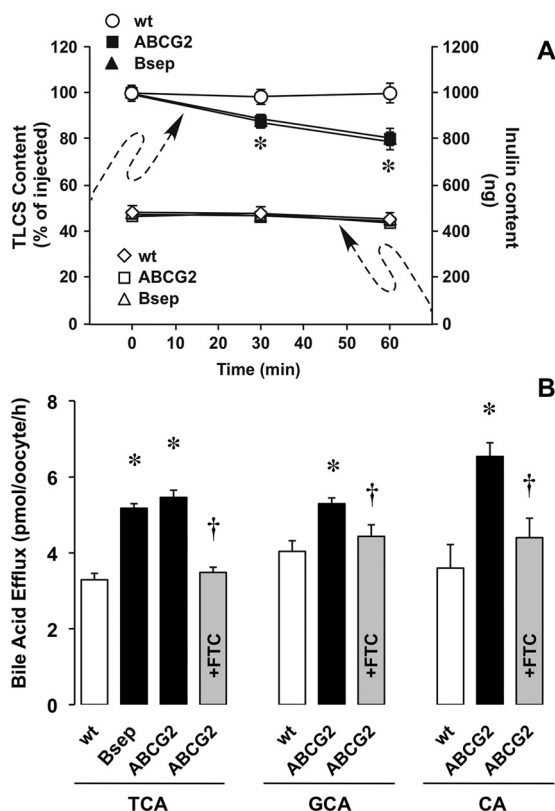 wt
ABCG2
Bsep
A
120
100
80
60
40
20
0
TLCS Content
(% of injected)
1200
1000
800
600
400
200
0
Inulin content
(ng)
*
*
wt
ABCG2
Bsep
0 10 20 30 40 50 60
Time (min)
B
8
6
4
2
0
Bile Acid Efflux (pmol/oocyte/h)
* * † * † * †
+FTC +FTC +FTC
wt Bsep ABCG2 ABCG2 wt ABCG2 ABCG2 wt ABCG2 ABCG2
TCA GCA CA